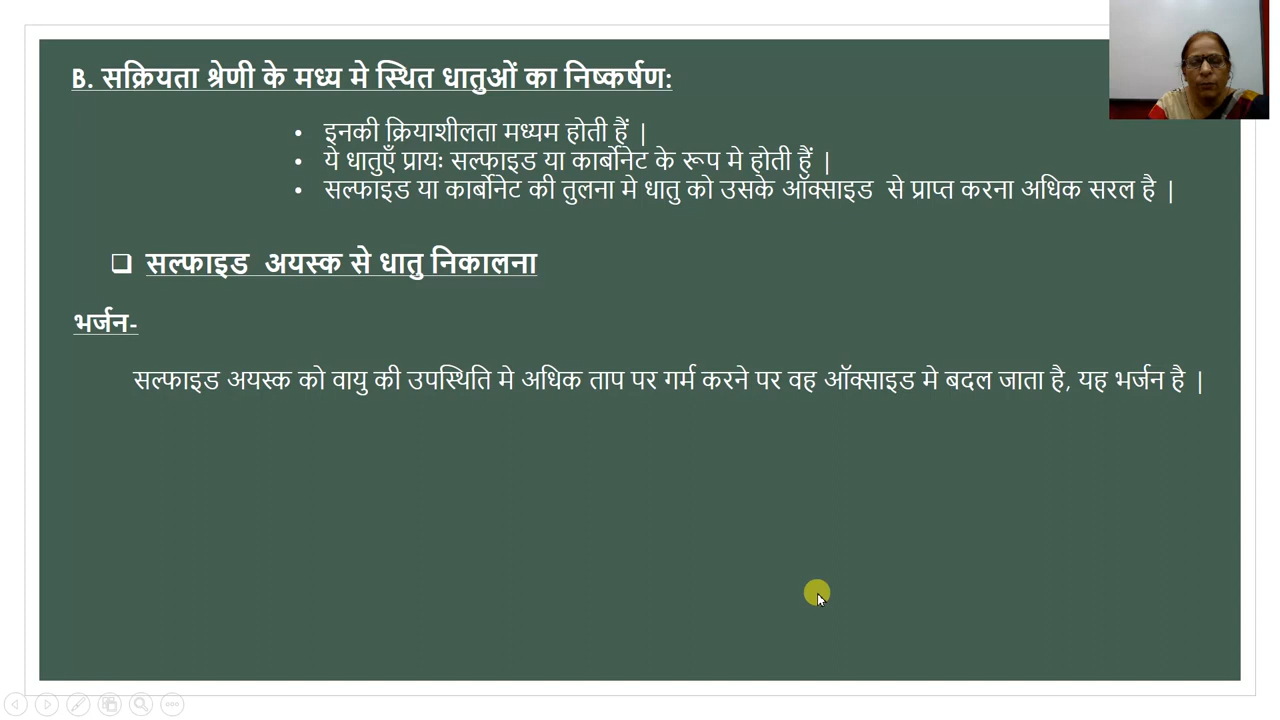 B. सक्रियता श्रेणी के मध्य मे स्थित धातुओं का निष्कर्षण:
• इनकी क्रियाशीलता मध्यम होती हैं |
• ये धातुएँ प्रायः सल्फाइड या कार्बोनेट के रूप मे होती हैं |
• सल्फाइड या कार्बोनेट की तुलना मे धातु को उसके ऑक्साइड से प्राप्त करना अधिक सरल है |
❑ सल्फाइड अयस्क से धातु निकालना
भर्जन-
सल्फाइड अयस्क को वायु की उपस्थिति मे अधिक ताप पर गर्म करने पर वह ऑक्साइड मे बदल जाता है, यह भर्जन है |